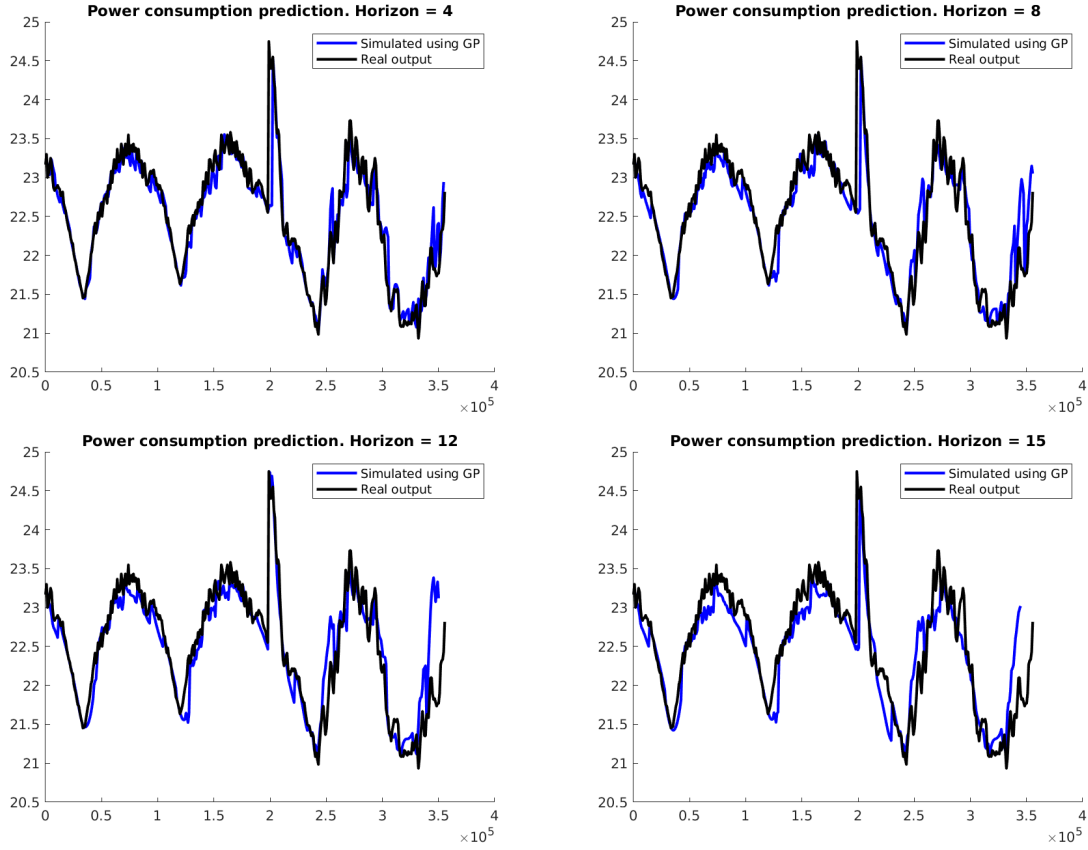 Power consumption prediction. Horizon = 4
25
24.5
24
23.5
23
22.5
22
21.5
21
20.5
Simulated using GP
Real output
0 0.5 1 1.5 2 2.5 3 3.5 4
×10^5
Power consumption prediction. Horizon = 8
25
24.5
24
23.5
23
22.5
22
21.5
21
20.5
Simulated using GP
Real output
0 0.5 1 1.5 2 2.5 3 3.5 4
×10^5
Power consumption prediction. Horizon = 12
25
24.5
24
23.5
23
22.5
22
21.5
21
20.5
Simulated using GP
Real output
0 0.5 1 1.5 2 2.5 3 3.5 4
×10^5
Power consumption prediction. Horizon = 15
25
24.5
24
23.5
23
22.5
22
21.5
21
20.5
Simulated using GP
Real output
0 0.5 1 1.5 2 2.5 3 3.5 4
×10^5